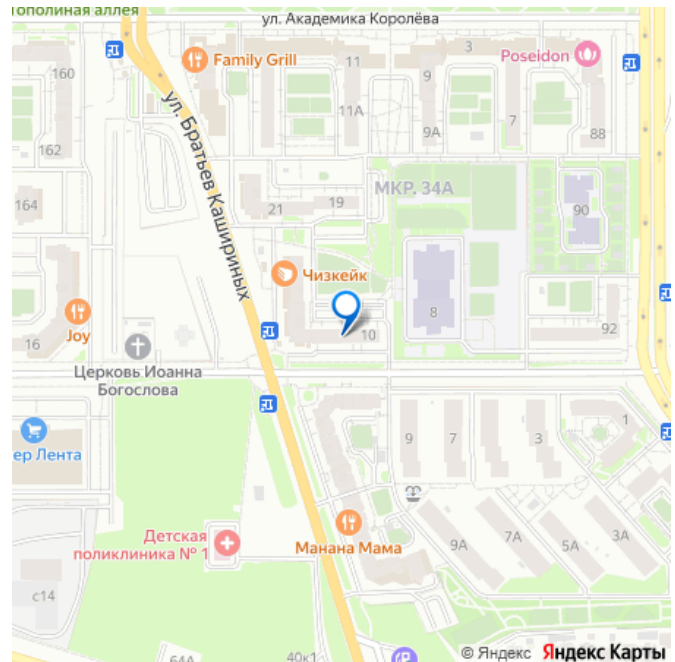 Тополиная аллея
ул. Академика Королёва
160
Family Grill
11
3
9
Poseidon
11А
9А
7
88
162
ул. Братьев Кашириных
МКР. 34А
164
21
19
90
Чизкейк
8
Joy
16
10
92
Церковь Иоанна
Богослова
ер Лента
9
7
3
1
Детская
поликлиника № 1
Манана Мама
9А
7А
5А
3А
с14
64А
40к1
© Яндекс Яндекс Карты